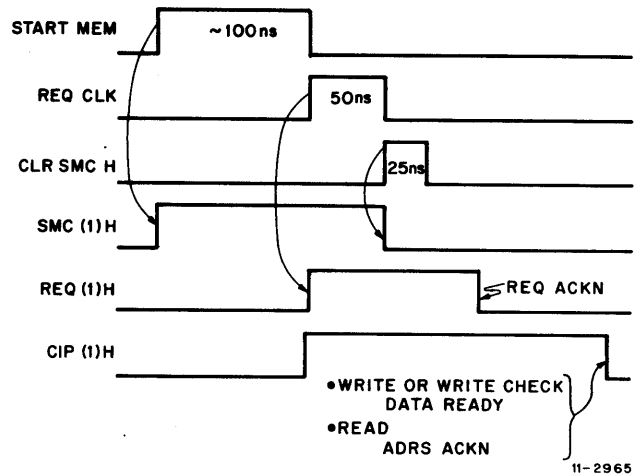 START MEM
~100ns
REQ CLK
50ns
CLR SMC H
25ns
SMC (1) H
REQ (1) H
REQ ACKN
CIP (1) H
•WRITE OR WRITE CHECK
DATA READY
•READ
ADRS ACKN
11-2965